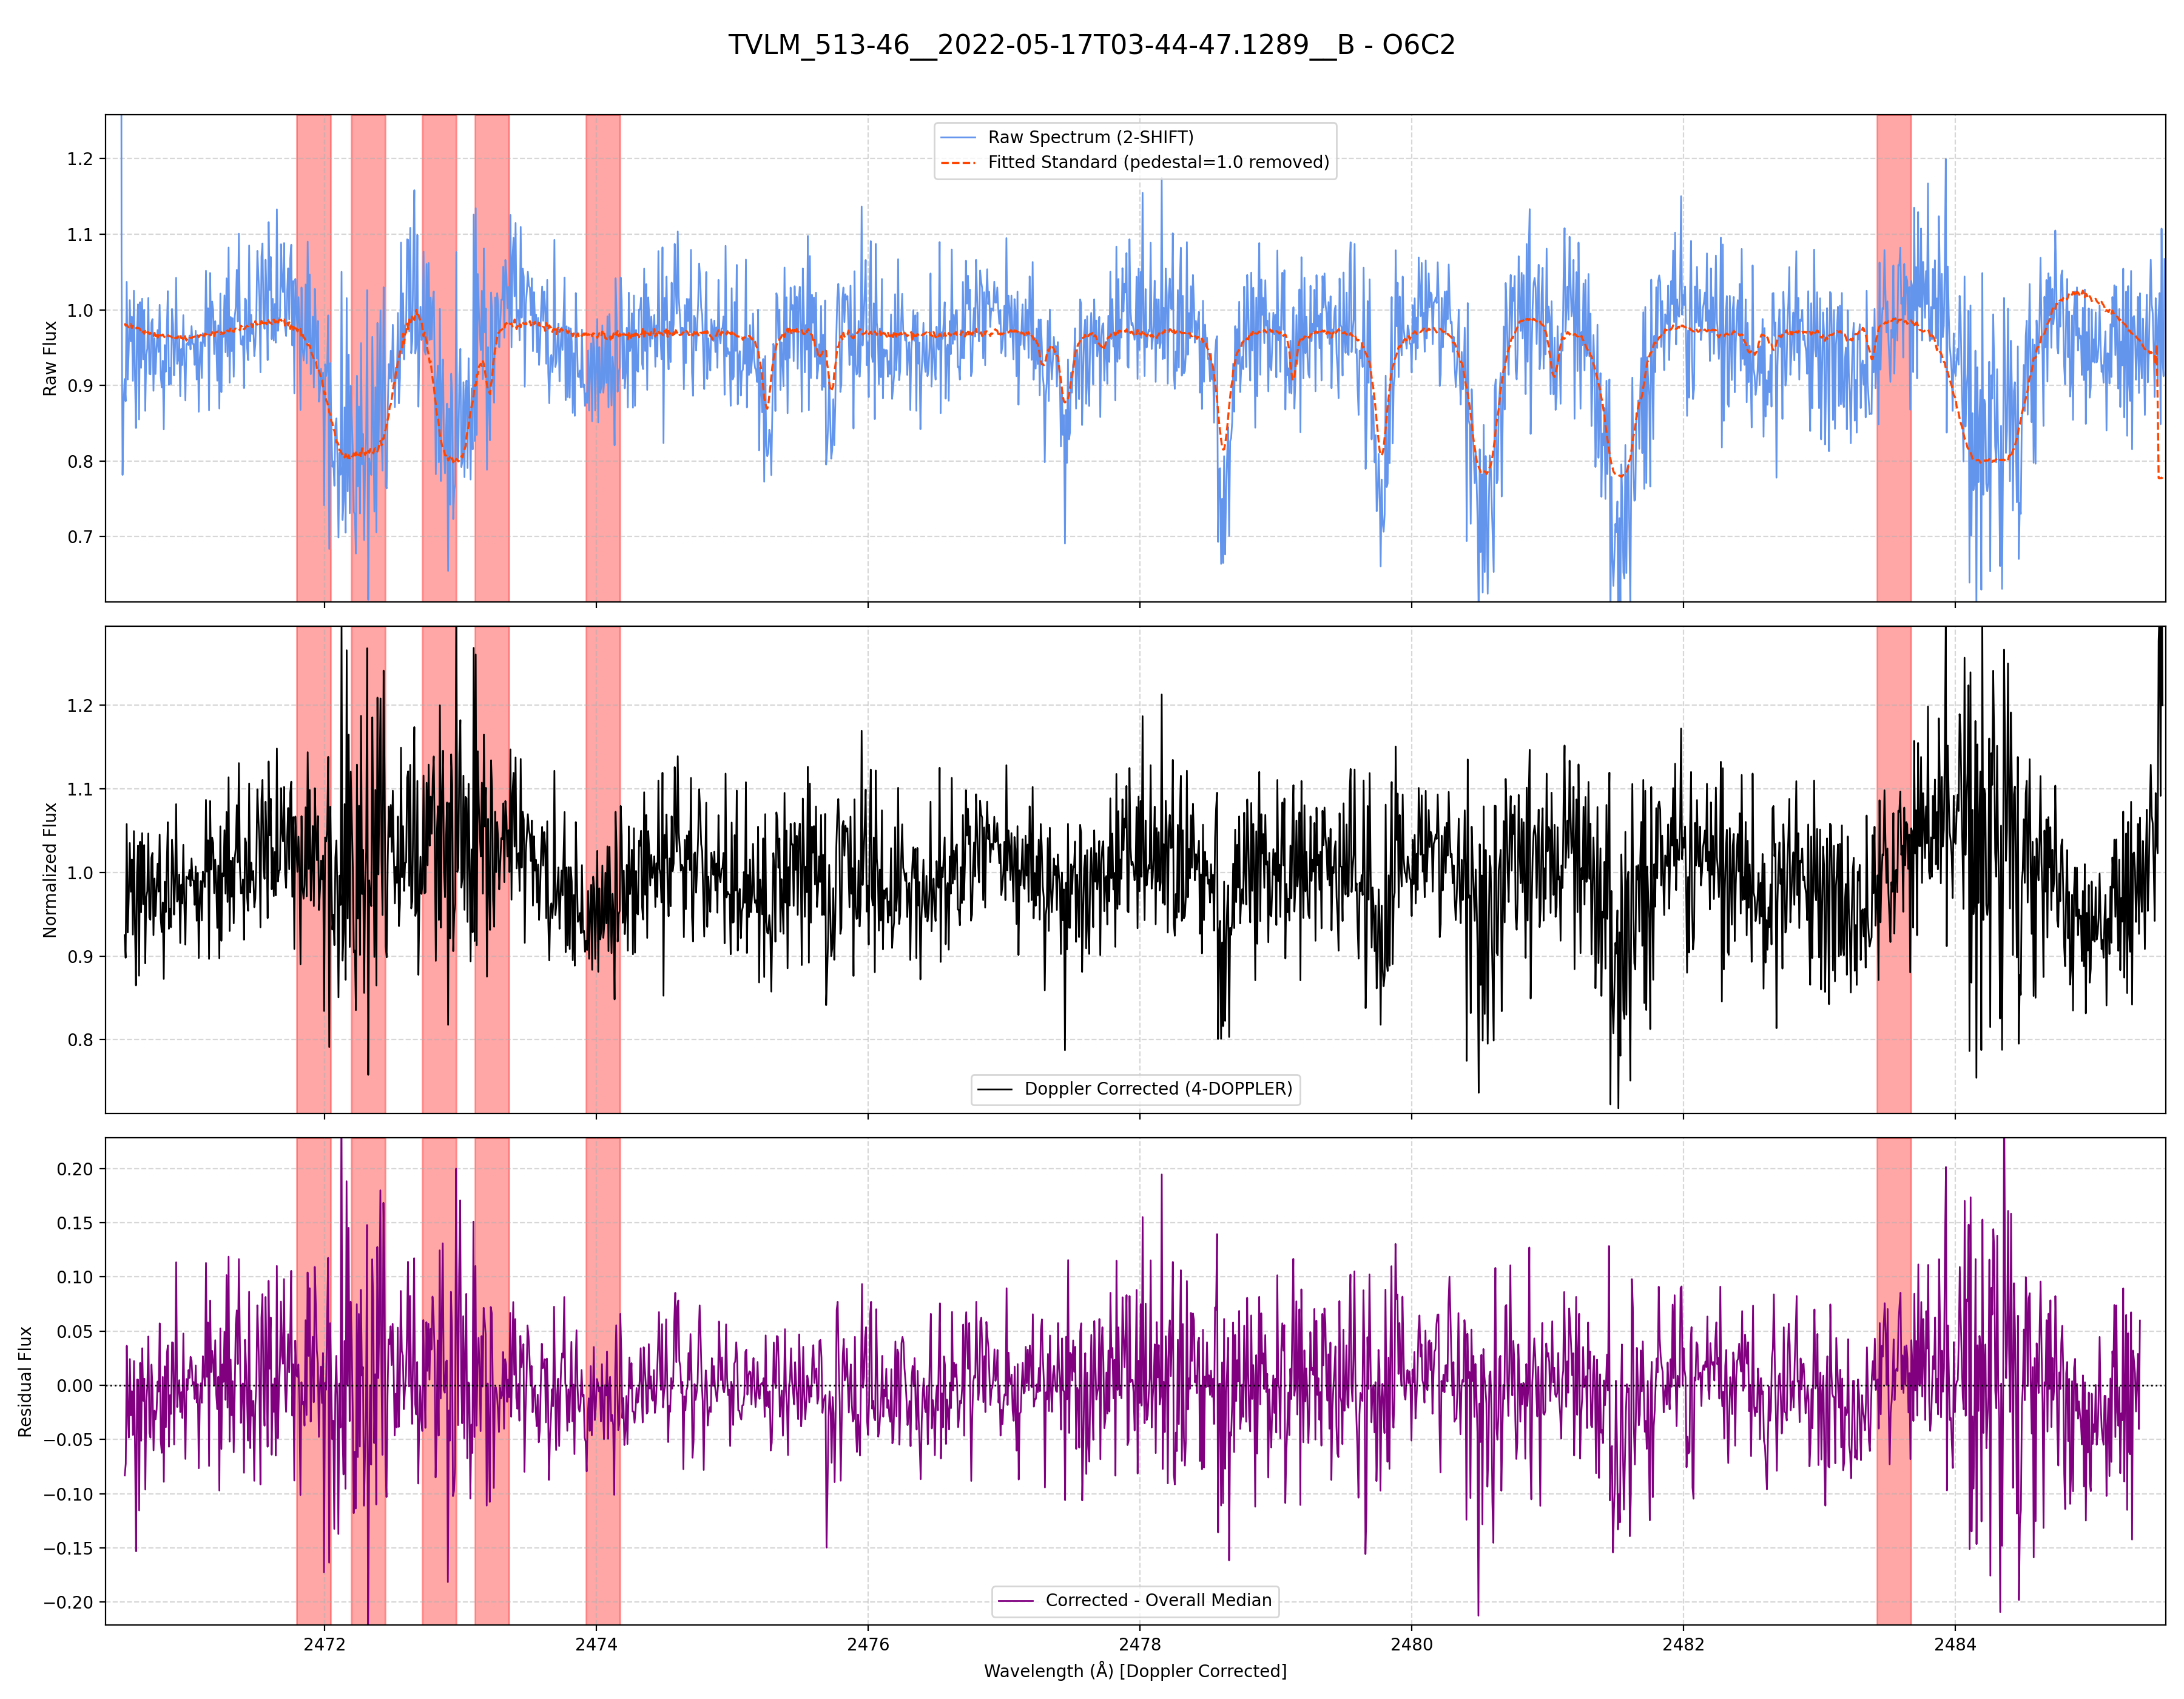 TVLM_513-46__2022-05-17T03-44-47.1289__B - O6C2
Raw Spectrum (2-SHIFT)
Fitted Standard (pedestal=1.0 removed)
Raw Flux
1.2
1.1
1.0
0.9
0.8
0.7
Normalized Flux
1.2
1.1
1.0
0.9
0.8
Doppler Corrected (4-DOPPLER)
Residual Flux
0.20
0.15
0.10
0.05
0.00
−0.05
−0.10
−0.15
−0.20
Corrected - Overall Median
2472 2474 2476 2478 2480 2482 2484
Wavelength (Å) [Doppler Corrected]